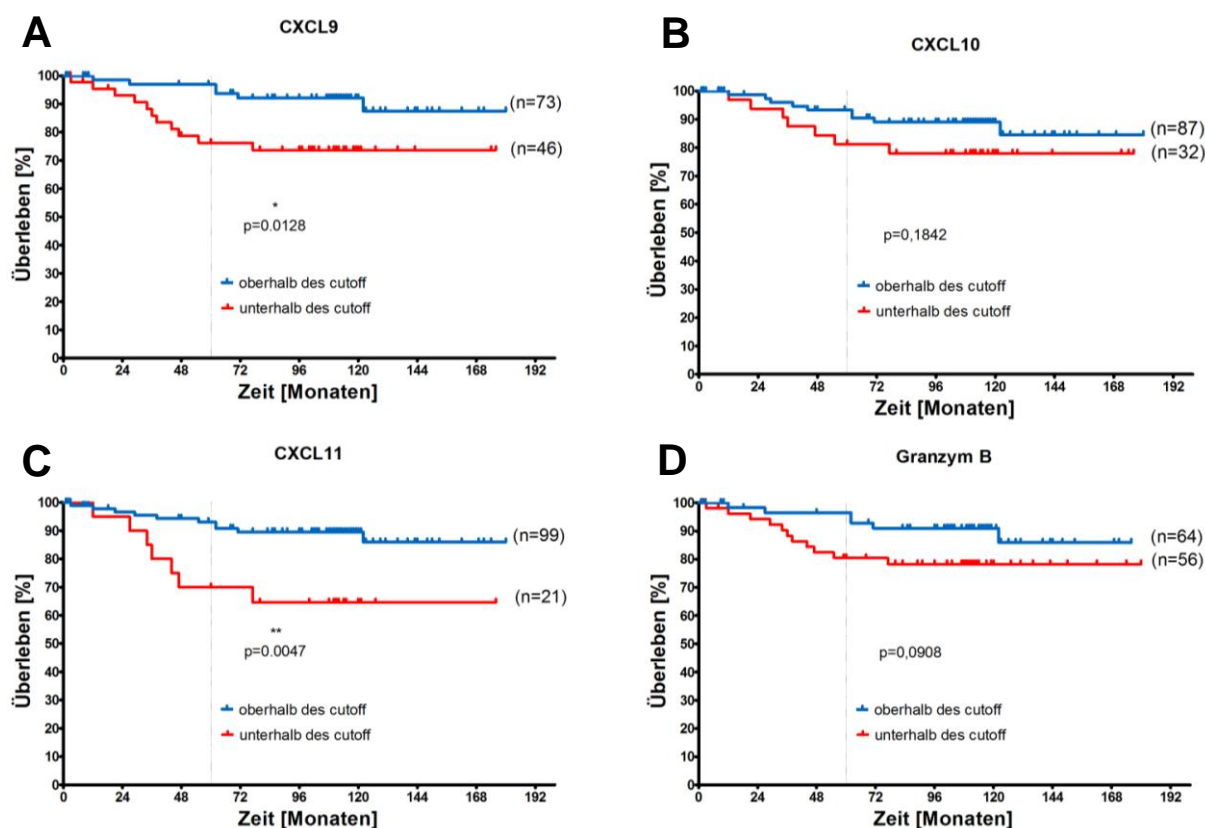 A
CXCL9
Überleben [%]
100
90
80
70
60
50
40
30
20
10
0
(n=73)
(n=46)
*
p=0.0128
oberhalb des cutoff
unterhalb des cutoff
0 24 48 72 96 120 144 168 192
Zeit [Monaten]
B
CXCL10
Überleben [%]
100
90
80
70
60
50
40
30
20
10
0
(n=87)
(n=32)
p=0,1842
oberhalb des cutoff
unterhalb des cutoff
0 24 48 72 96 120 144 168 192
Zeit [Monaten]
C
CXCL11
Überleben [%]
100
90
80
70
60
50
40
30
20
10
0
(n=99)
(n=21)
**
p=0.0047
oberhalb des cutoff
unterhalb des cutoff
0 24 48 72 96 120 144 168 192
Zeit [Monaten]
D
Granzym B
Überleben [%]
100
90
80
70
60
50
40
30
20
10
0
(n=64)
(n=56)
p=0,0908
oberhalb des cutoff
unterhalb des cutoff
0 24 48 72 96 120 144 168 192
Zeit [Monaten]